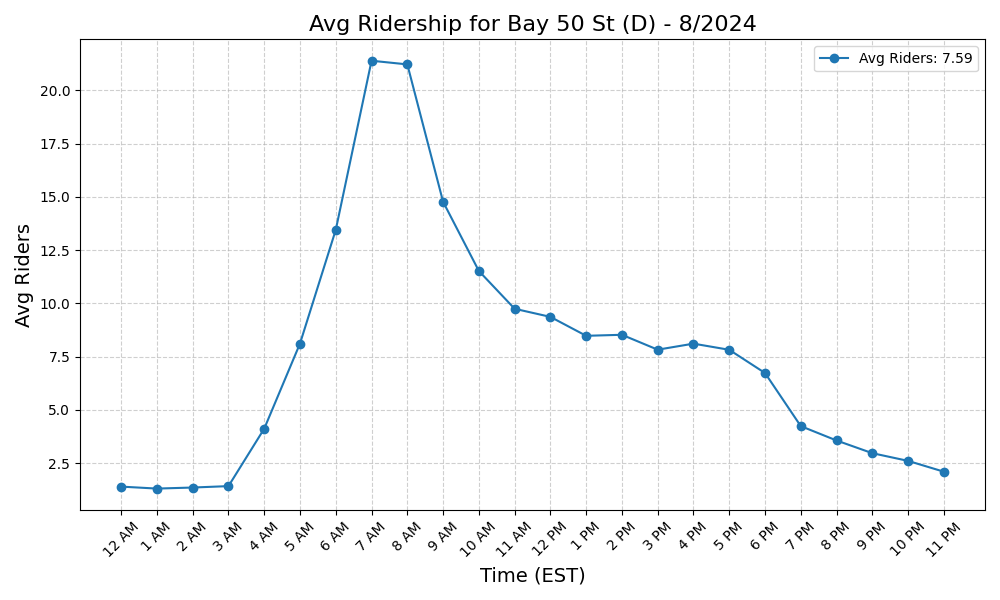 Avg Ridership for Bay 50 St (D) - 8/2024
Avg Riders: 7.59
Avg Riders
20.0
17.5
15.0
12.5
10.0
7.5
5.0
2.5
12 AM
1 AM
2 AM
3 AM
4 AM
5 AM
6 AM
7 AM
8 AM
9 AM
10 AM
11 AM
12 PM
1 PM
2 PM
3 PM
4 PM
5 PM
6 PM
7 PM
8 PM
9 PM
10 PM
11 PM
Time (EST)